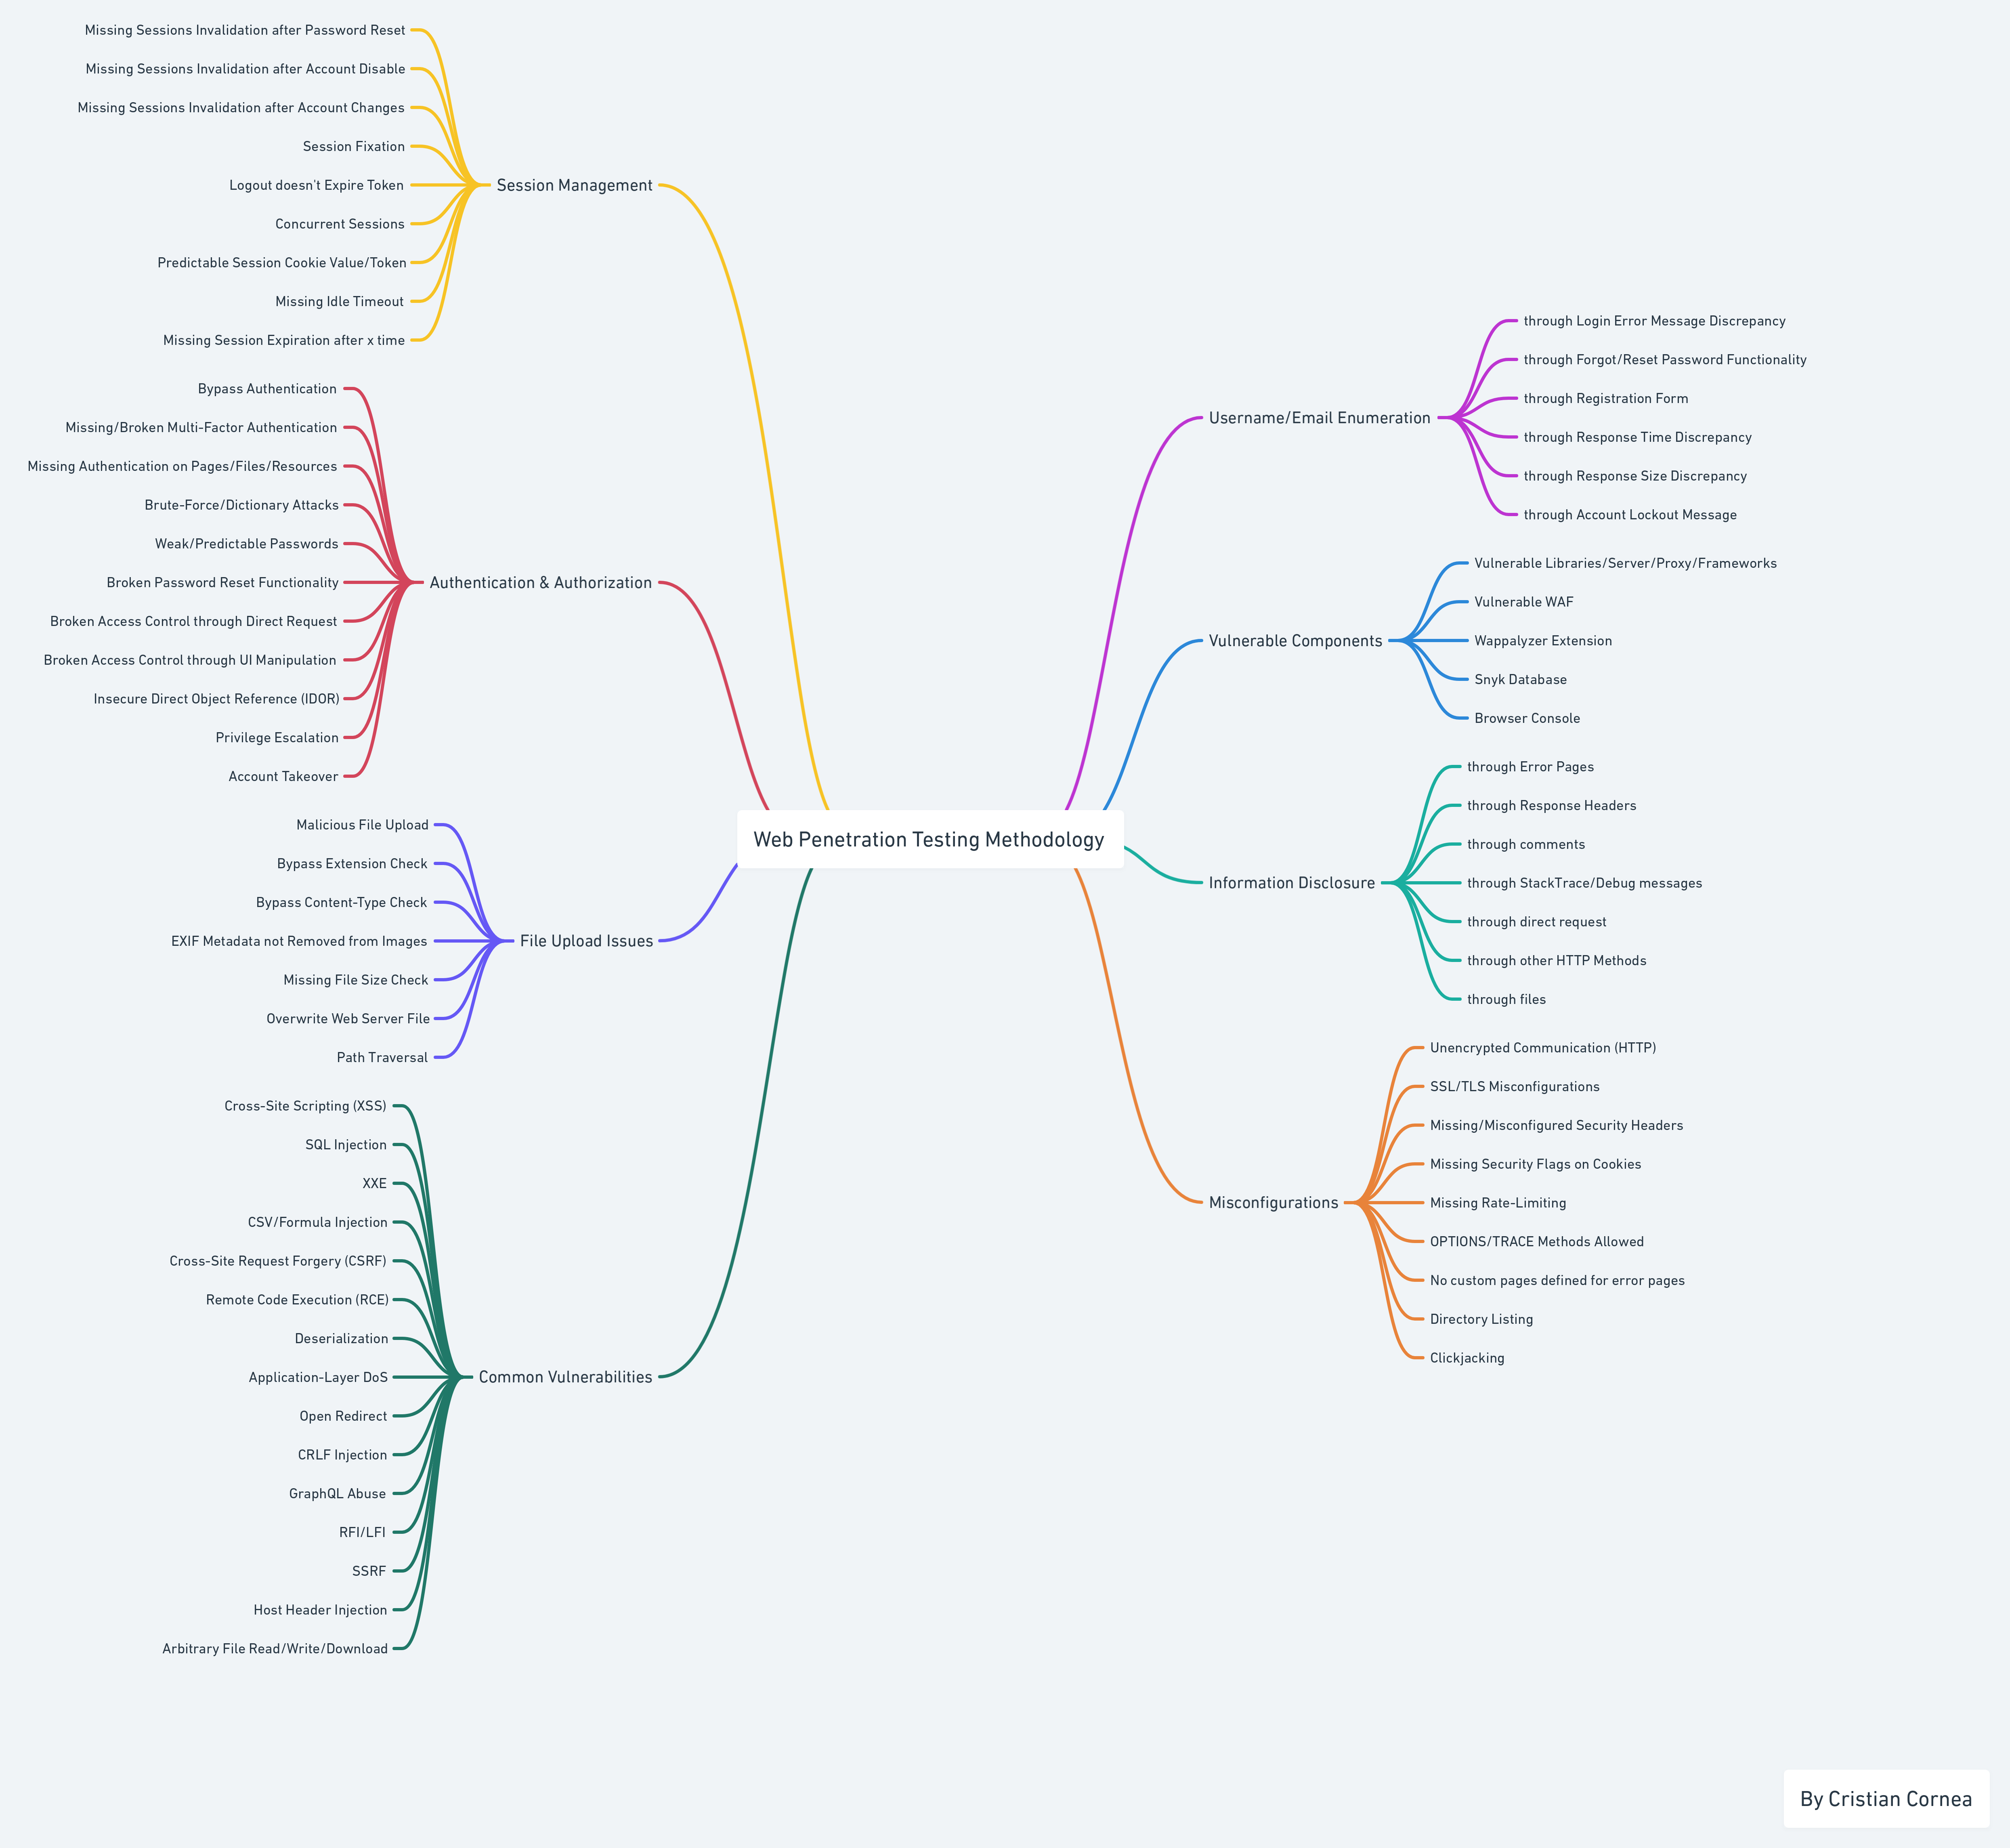 Web Penetration Testing Methodology
Session Management
Missing Sessions Invalidation after Password Reset
Missing Sessions Invalidation after Account Disable
Missing Sessions Invalidation after Account Changes
Session Fixation
Logout doesn't Expire Token
Concurrent Sessions
Predictable Session Cookie Value/Token
Missing Idle Timeout
Missing Session Expiration after x time
Authentication & Authorization
Bypass Authentication
Missing/Broken Multi-Factor Authentication
Missing Authentication on Pages/Files/Resources
Brute-Force/Dictionary Attacks
Weak/Predictable Passwords
Broken Password Reset Functionality
Broken Access Control through Direct Request
Broken Access Control through UI Manipulation
Insecure Direct Object Reference (IDOR)
Privilege Escalation
Account Takeover
File Upload Issues
Malicious File Upload
Bypass Extension Check
Bypass Content-Type Check
EXIF Metadata not Removed from Images
Missing File Size Check
Overwrite Web Server File
Path Traversal
Common Vulnerabilities
Cross-Site Scripting (XSS)
SQL Injection
XXE
CSV/Formula Injection
Cross-Site Request Forgery (CSRF)
Remote Code Execution (RCE)
Deserialization
Application-Layer DoS
Open Redirect
CRLF Injection
GraphQL Abuse
RFI/LFI
SSRF
Host Header Injection
Arbitrary File Read/Write/Download
Username/Email Enumeration
through Login Error Message Discrepancy
through Forgot/Reset Password Functionality
through Registration Form
through Response Time Discrepancy
through Response Size Discrepancy
through Account Lockout Message
Vulnerable Components
Vulnerable Libraries/Server/Proxy/Frameworks
Vulnerable WAF
Wappalyzer Extension
Snyk Database
Browser Console
Information Disclosure
through Error Pages
through Response Headers
through comments
through StackTrace/Debug messages
through direct request
through other HTTP Methods
through files
Misconfigurations
Unencrypted Communication (HTTP)
SSL/TLS Misconfigurations
Missing/Misconfigured Security Headers
Missing Security Flags on Cookies
Missing Rate-Limiting
OPTIONS/TRACE Methods Allowed
No custom pages defined for error pages
Directory Listing
Clickjacking
By Cristian Cornea